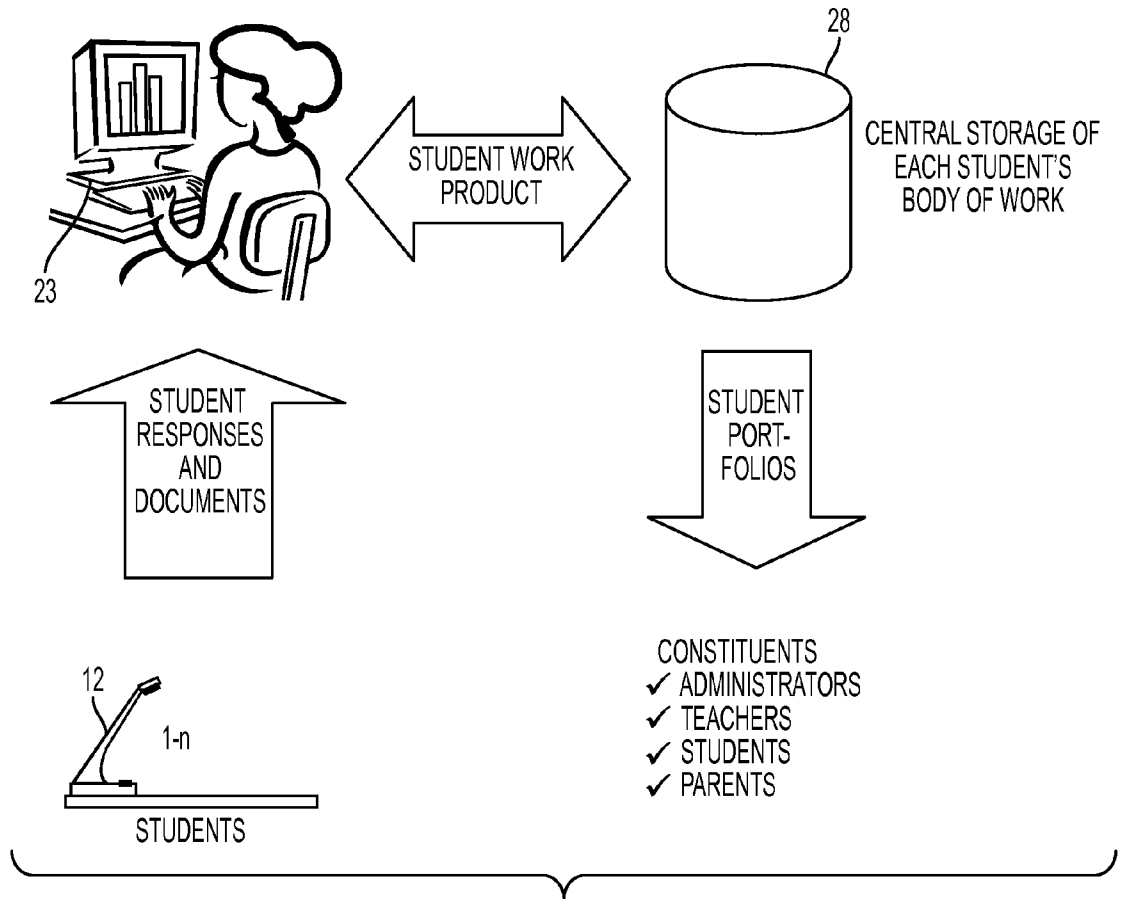 28
STUDENT WORK
PRODUCT
CENTRAL STORAGE OF
EACH STUDENT'S
BODY OF WORK
23
STUDENT
RESPONSES
AND
DOCUMENTS
STUDENT
PORT-
FOLIOS
12
1-n
STUDENTS
CONSTITUENTS
✓ ADMINISTRATORS
✓ TEACHERS
✓ STUDENTS
✓ PARENTS